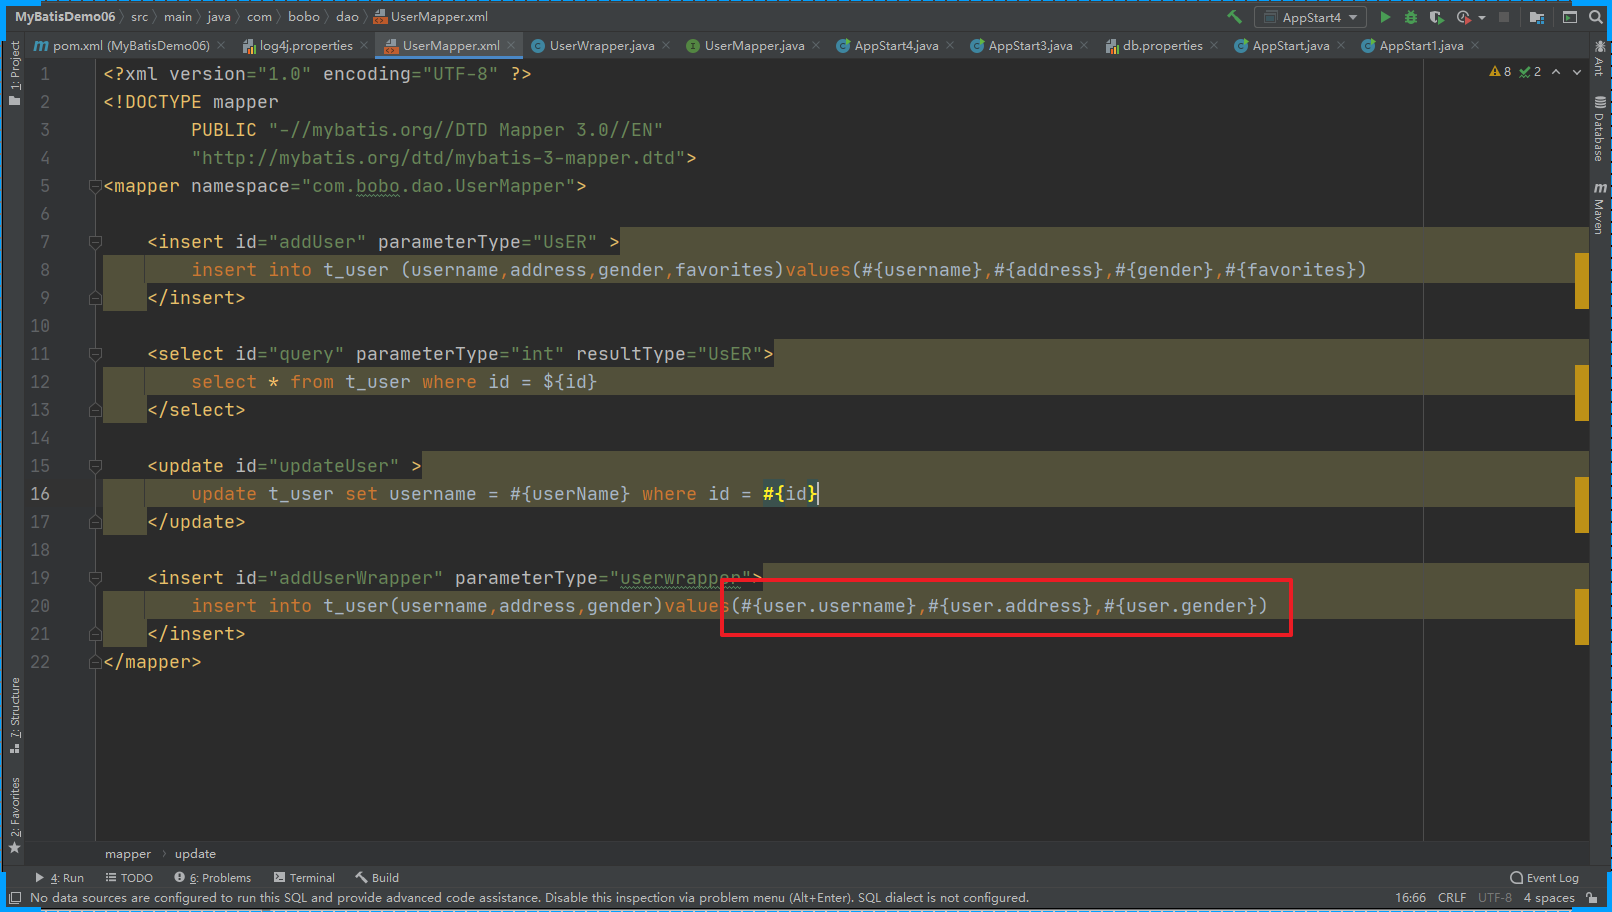 MyBatisDemo06 src main java com bobo dao UserMapper.xml AppStart4
pom.xml (MyBatisDemo06) log4j.properties UserMapper.xml UserWrapper.java UserMapper.java AppStart4.java AppStart3.java db.properties AppStart.java AppStart1.java
1: Project
8 2
Ant
Database
Maven
1 <?xml version="1.0" encoding="UTF-8" ?>
2 <!DOCTYPE mapper
3 PUBLIC "-//mybatis.org//DTD Mapper 3.0//EN"
4 "http://mybatis.org/dtd/mybatis-3-mapper.dtd">
5 <mapper namespace="com.bobo.dao.UserMapper">
6
7 <insert id="addUser" parameterType="UsER" >
8 insert into t_user (username,address,gender,favorites)values(#{username},#{address},#{gender},#{favorites})
9 </insert>
10
11 <select id="query" parameterType="int" resultType="UsER">
12 select * from t_user where id = ${id}
13 </select>
14
15 <update id="updateUser" >
16 update t_user set username = #{userName} where id = #{id}
17 </update>
18
19 <insert id="addUserWrapper" parameterType="userwrapper">
20 insert into t_user(username,address,gender)values(#{user.username},#{user.address},#{user.gender})
21 </insert>
22 </mapper>
7: Structure
2: Favorites
mapper update
4: Run TODO 6: Problems Terminal Build Event Log
No data sources are configured to run this SQL and provide advanced code assistance. Disable this inspection via problem menu (Alt+Enter). SQL dialect is not configured. 16:66 CRLF UTF-8 4 spaces